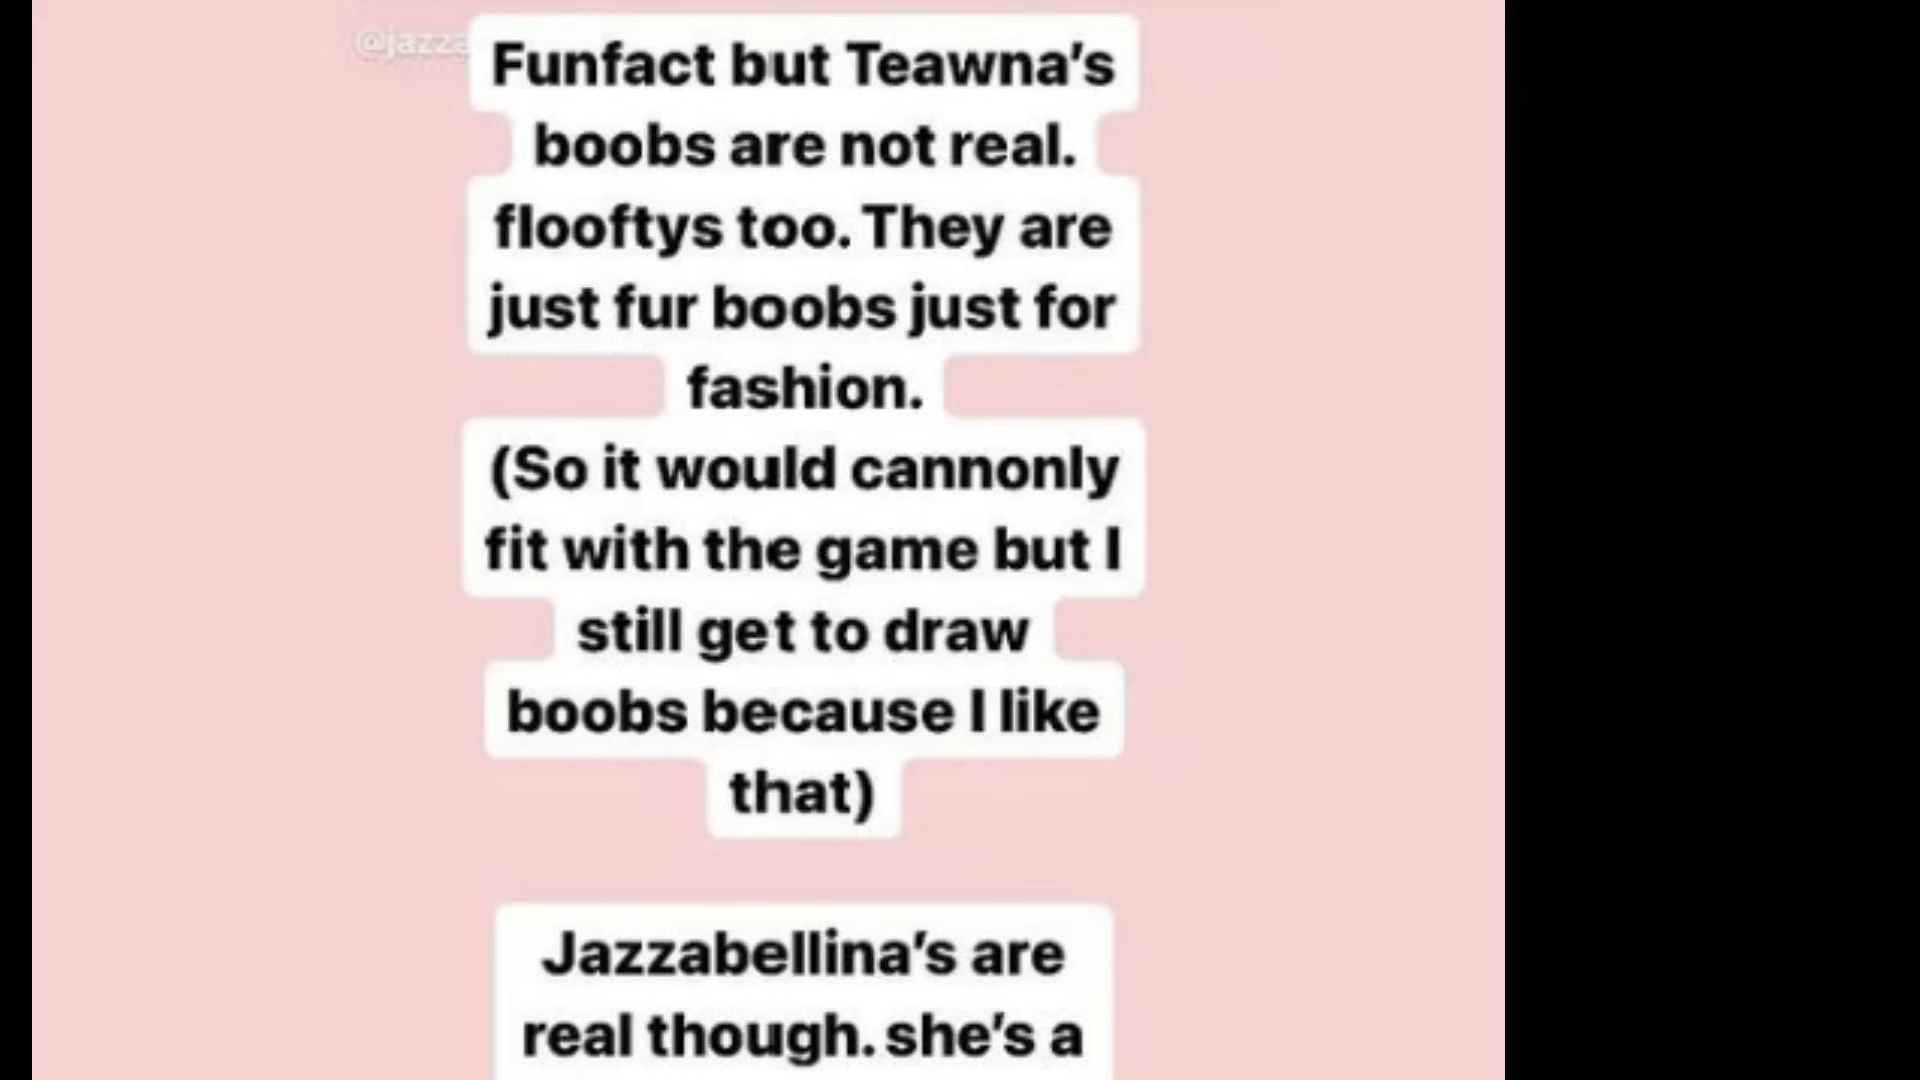 @jazza
Funfact but Teawna's
boobs are not real.
flooftys too. They are
just fur boobs just for
fashion.
(So it would cannonly
fit with the game but I
still get to draw
boobs because I like
that)
Jazzabellina's are
real though. she's a